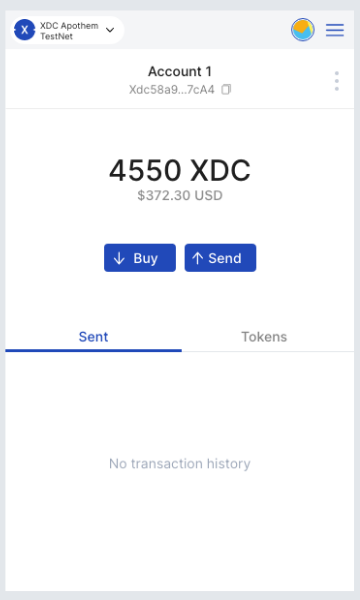 X
XDC Apothem
TestNet
Account 1
Xdc58a9...7cA4
4550 XDC
$372.30 USD
Buy
Send
Sent
Tokens
No transaction history